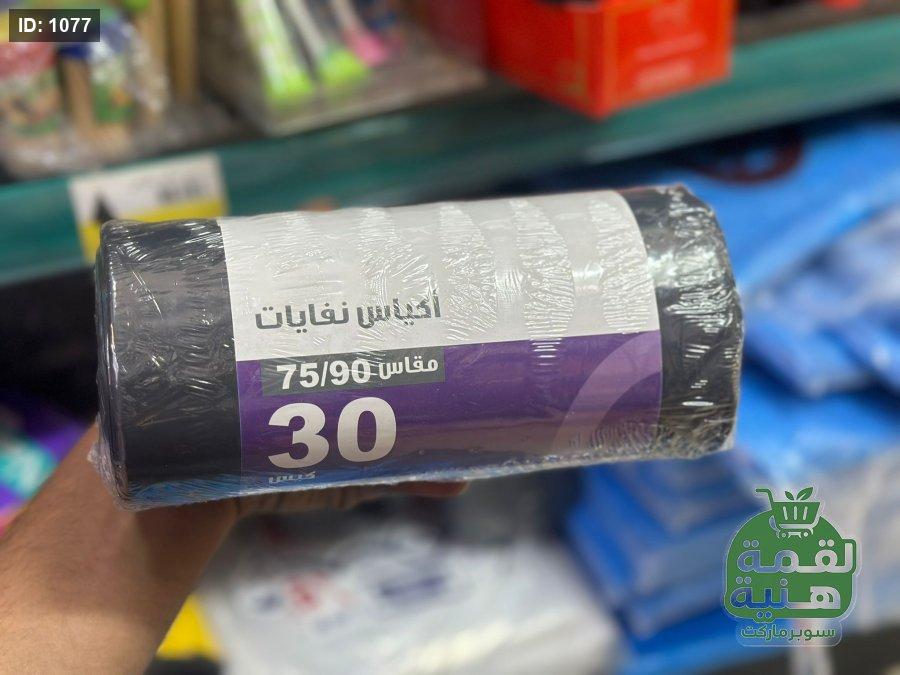 ID: 1077
أكياس نفايات
مقاس 75/90
30
كيس
لقمة
هنية
سوبرماركت